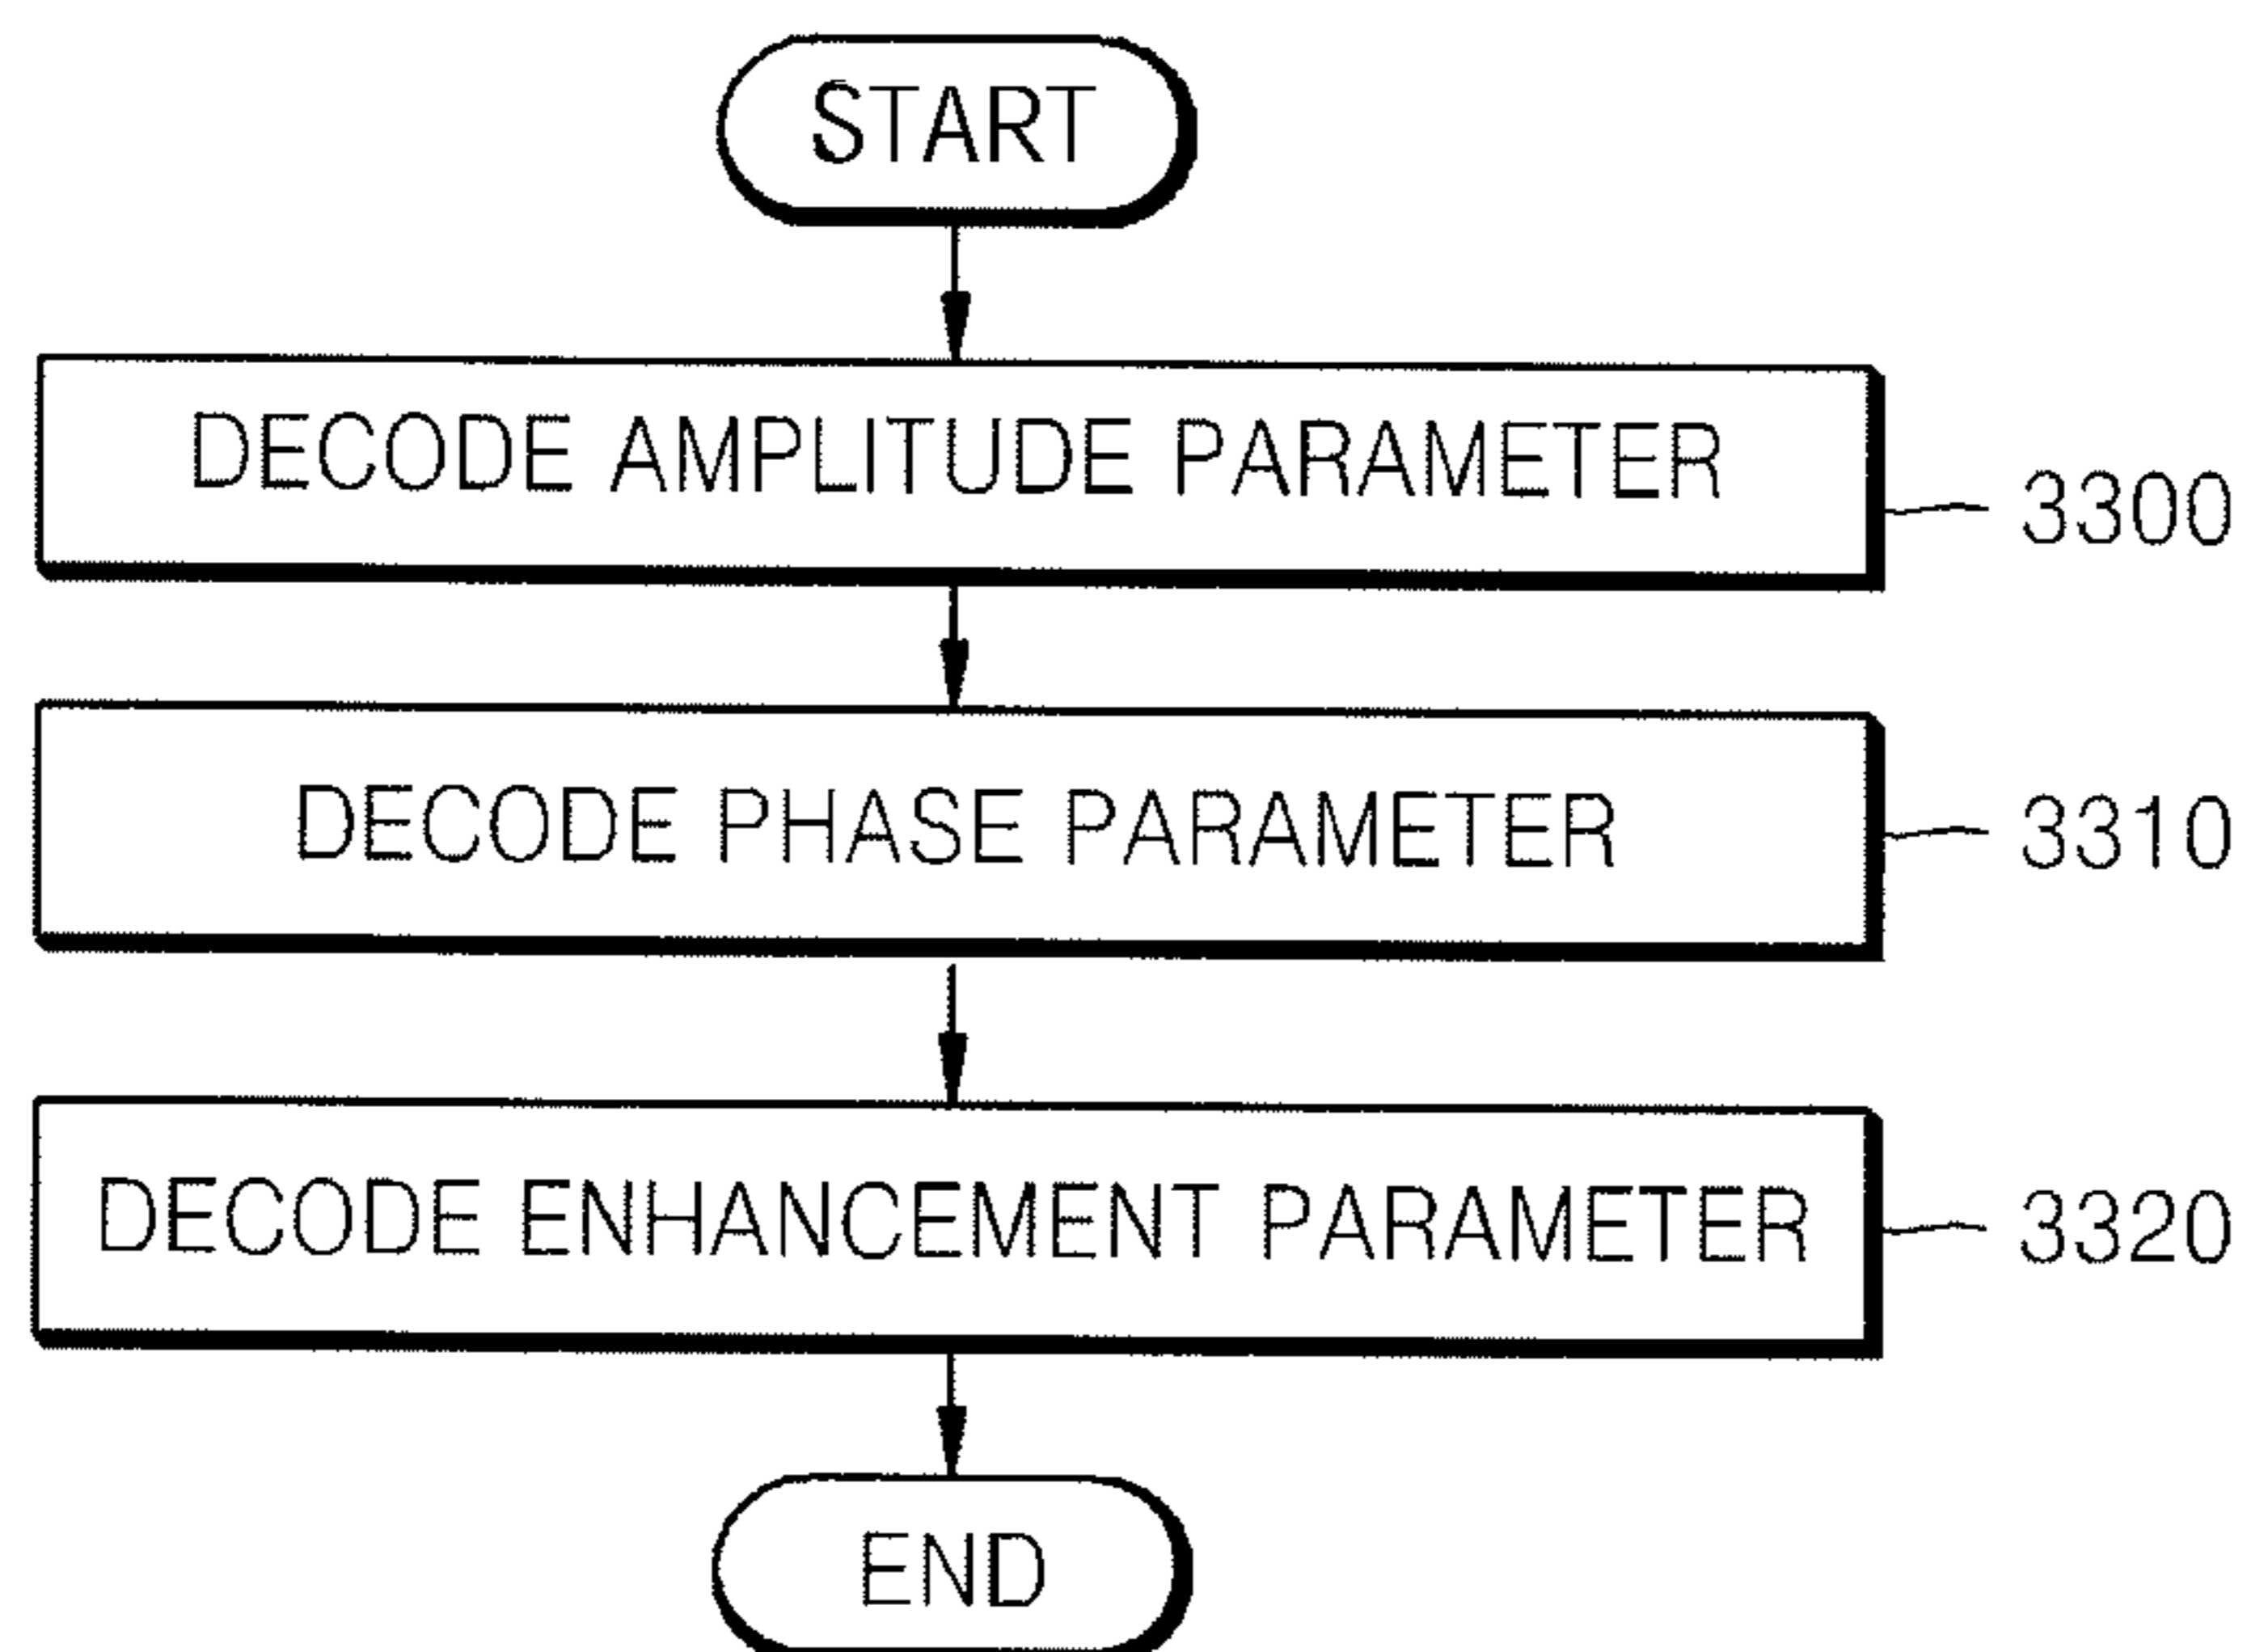 START
DECODE AMPLITUDE PARAMETER
3300
DECODE PHASE PARAMETER
3310
DECODE ENHANCEMENT PARAMETER
3320
END